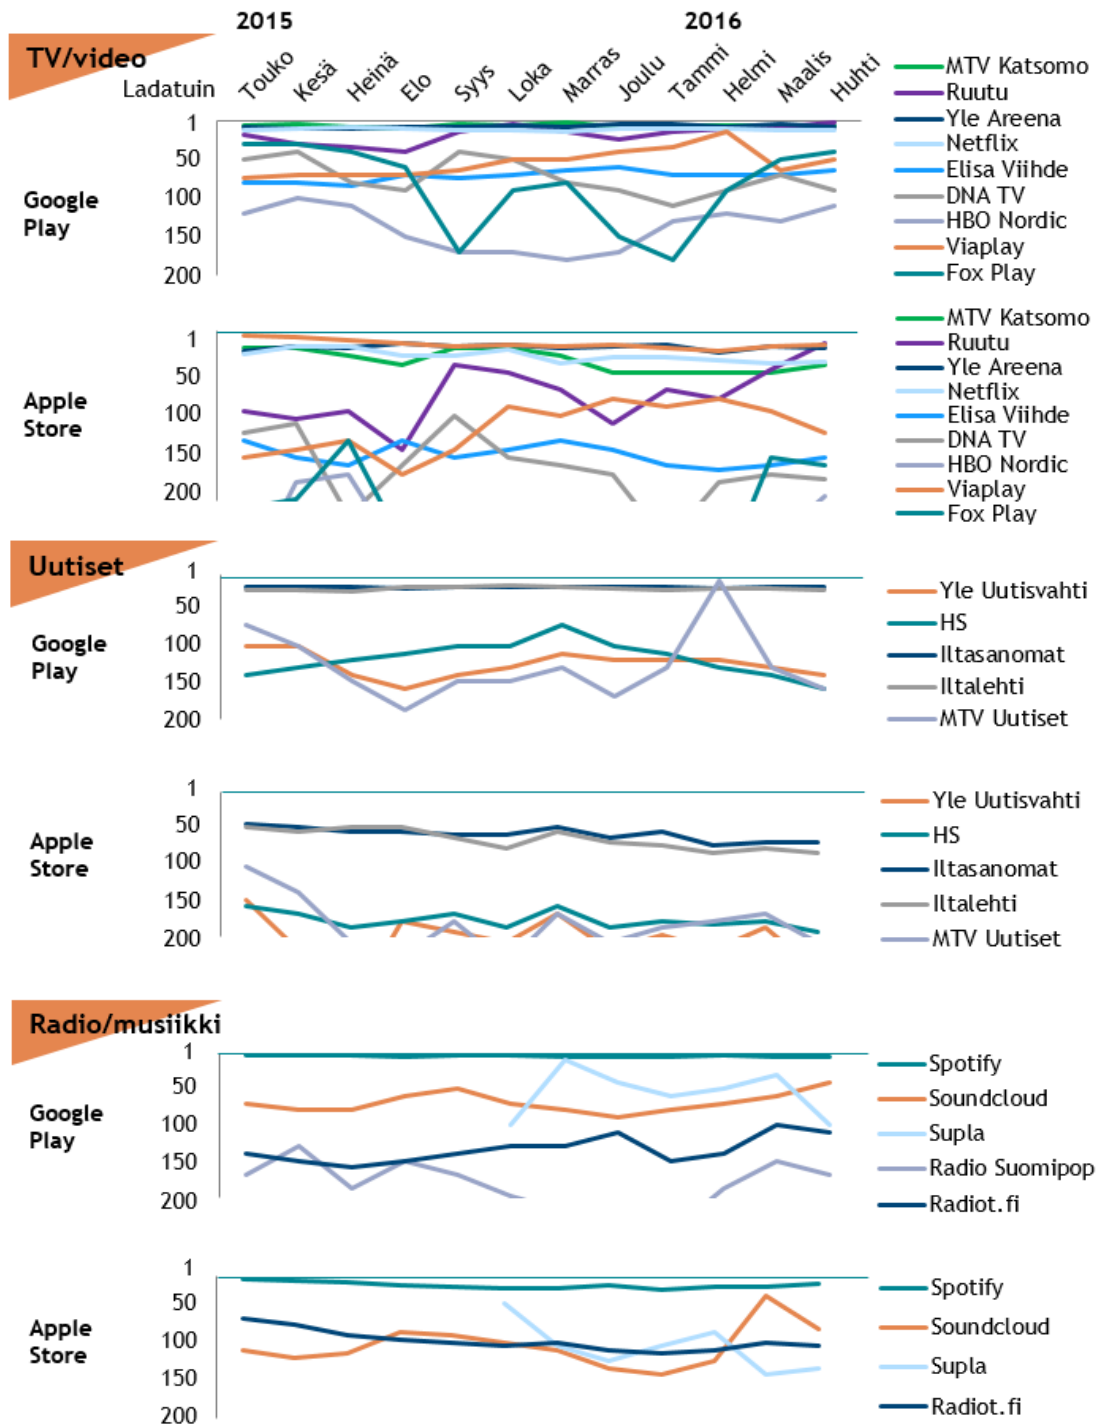 2015 2016
TV/video
Ladatuin Touko Kesä Heinä Elo Syys Loka Marras Joulu Tammi Helmi Maalis Huhti
Google Play
1
50
100
150
200
MTV Katsomo
Ruutu
Yle Areena
Netflix
Elisa Viihde
DNA TV
HBO Nordic
Viaplay
Fox Play
Apple Store
1
50
100
150
200
MTV Katsomo
Ruutu
Yle Areena
Netflix
Elisa Viihde
DNA TV
HBO Nordic
Viaplay
Fox Play
Uutiset
Google Play
1
50
100
150
200
Yle Uutisvahti
HS
Iltasanomat
Iltalehti
MTV Uutiset
Apple Store
1
50
100
150
200
Yle Uutisvahti
HS
Iltasanomat
Iltalehti
MTV Uutiset
Radio/musiikki
Google Play
1
50
100
150
200
Spotify
Soundcloud
Supla
Radio Suomipop
Radiot.fi
Apple Store
1
50
100
150
200
Spotify
Soundcloud
Supla
Radiot.fi